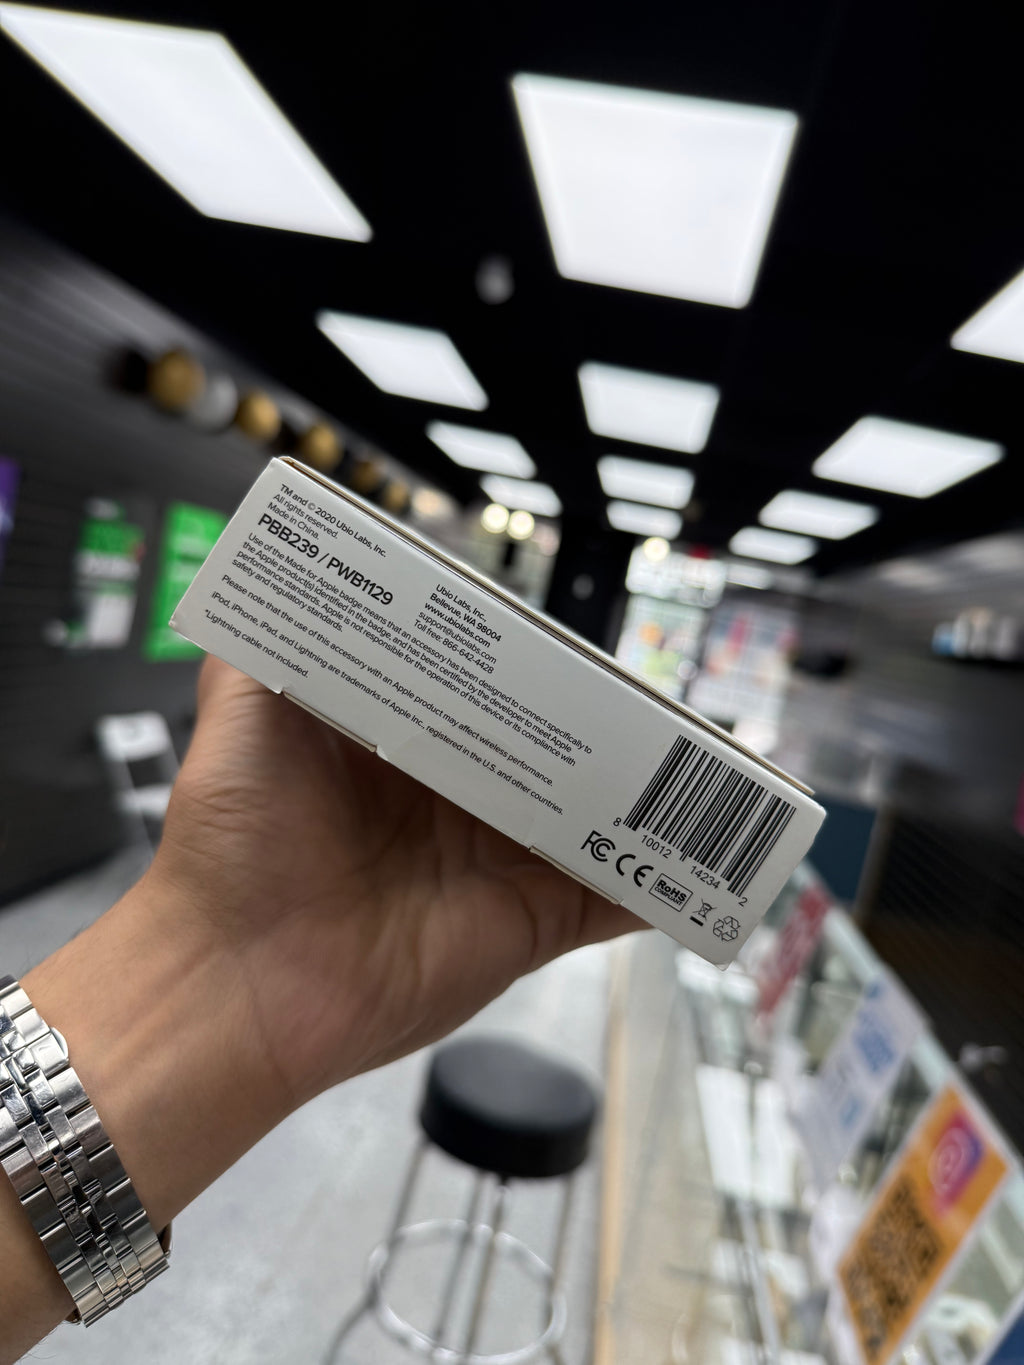 TM and © 2020 Ubio Labs, Inc.
All rights reserved.
Made in China.
PBB239 / PWB1129
Ubio Labs, Inc.,
Bellevue, WA 98004
www.ubiolabs.com
support@ubiolabs.com
Toll free: 866-642-4428
Use of the Made for Apple badge means that an accessory has been designed to connect specifically to
the Apple product(s) identified in the badge, and has been certified by the developer to meet Apple
performance standards. Apple is not responsible for the operation of this device or its compliance with
safety and regulatory standards.
Please note that the use of this accessory with an Apple product may affect wireless performance.
iPod, iPhone, iPad, and Lightning are trademarks of Apple Inc., registered in the U.S. and other countries.
*Lightning cable not included.
8 10012 14234 2
FC CE RoHS
COMPLIANT